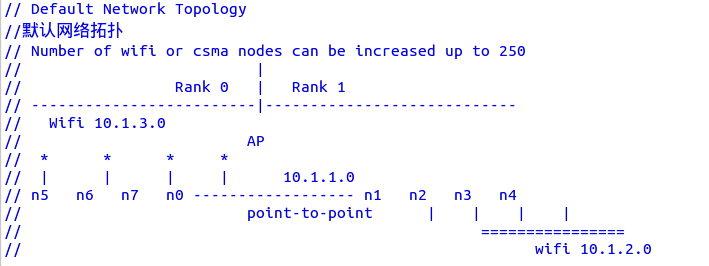 // Default Network Topology
//默认网络拓扑
// Number of wifi or csma nodes can be increased up to 250
//                          |
//                 Rank 0   |   Rank 1
// -------------------------|----------------------------
//   Wifi 10.1.3.0
//                         AP
//  *      *      *     *
//  |      |      |     |      10.1.1.0
// n5   n6   n7   n0 ------------------ n1   n2   n3   n4
//                         point-to-point      |    |    |    |
//                                                   ================
//                                                         wifi 10.1.2.0